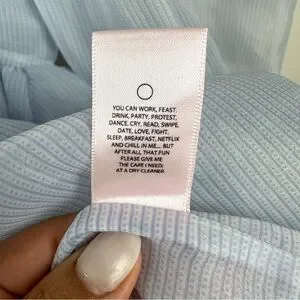 YOU CAN WORK, FEAST,
DRINK, PARTY, PROTEST,
DANCE, CRY, READ, SWIPE,
DATE, LOVE, FIGHT,
SLEEP, BREAKFAST, NETFLIX
AND CHILL IN ME... BUT
AFTER ALL, THAT FUN
PLEASE GIVE ME
THE CARE I NEED;
AT A DRY CLEANER.